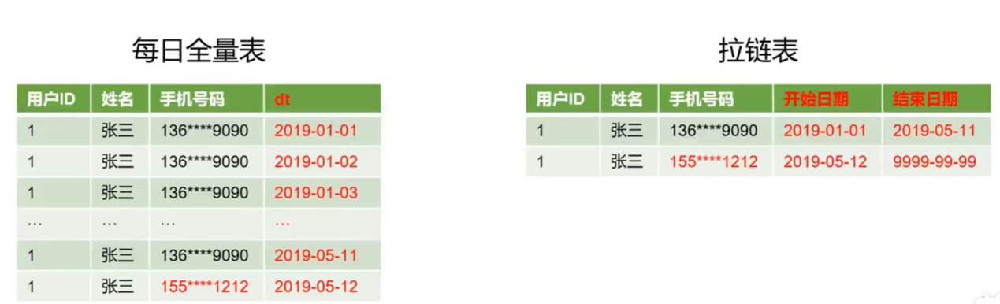 每日全量表
用户ID 姓名 手机号码 dt
1 张三 136****9090 2019-01-01
1 张三 136****9090 2019-01-02
1 张三 136****9090 2019-01-03
... ... ... ...
1 张三 136****9090 2019-05-11
1 张三 155****1212 2019-05-12
拉链表
用户ID 姓名 手机号码 开始日期 结束日期
1 张三 136****9090 2019-01-01 2019-05-11
1 张三 155****1212 2019-05-12 9999-99-99